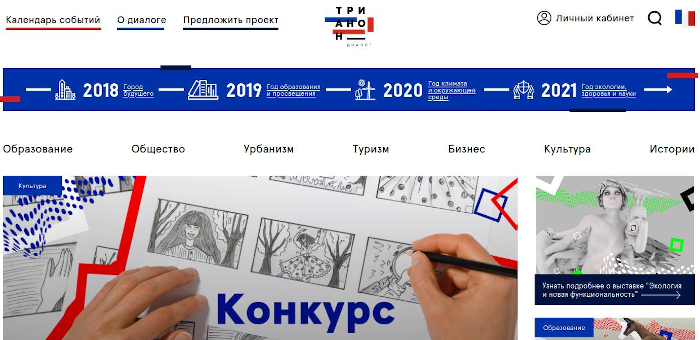 Календарь событий
О диалоге
Предложить проект
ТРИ
АНО
Н
ДИАЛОГ
Личный кабинет
2018 Город
будущего
2019 Год образования
и просвещения
2020 Год климата
и окружающей
среды
2021 Год экологии,
здоровья и науки
Образование
Общество
Урбанизм
Туризм
Бизнес
Культура
Истории
Культура
Конкурс
Узнать подробнее о выставке "Экология
и новая функциональность"
Образование